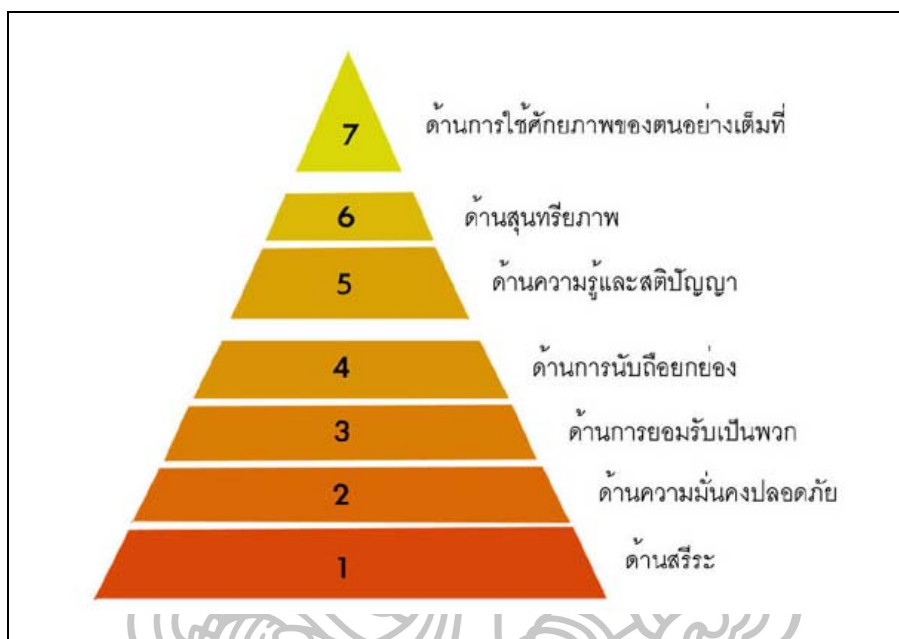 7 ด้านการใช้ศักยภาพของตนอย่างเต็มที่
6 ด้านสุนทรียภาพ
5 ด้านความรู้และสติปัญญา
4 ด้านการนับถือยกย่อง
3 ด้านการยอมรับเป็นพวก
2 ด้านความมั่นคงปลอดภัย
1 ด้านสรีระ